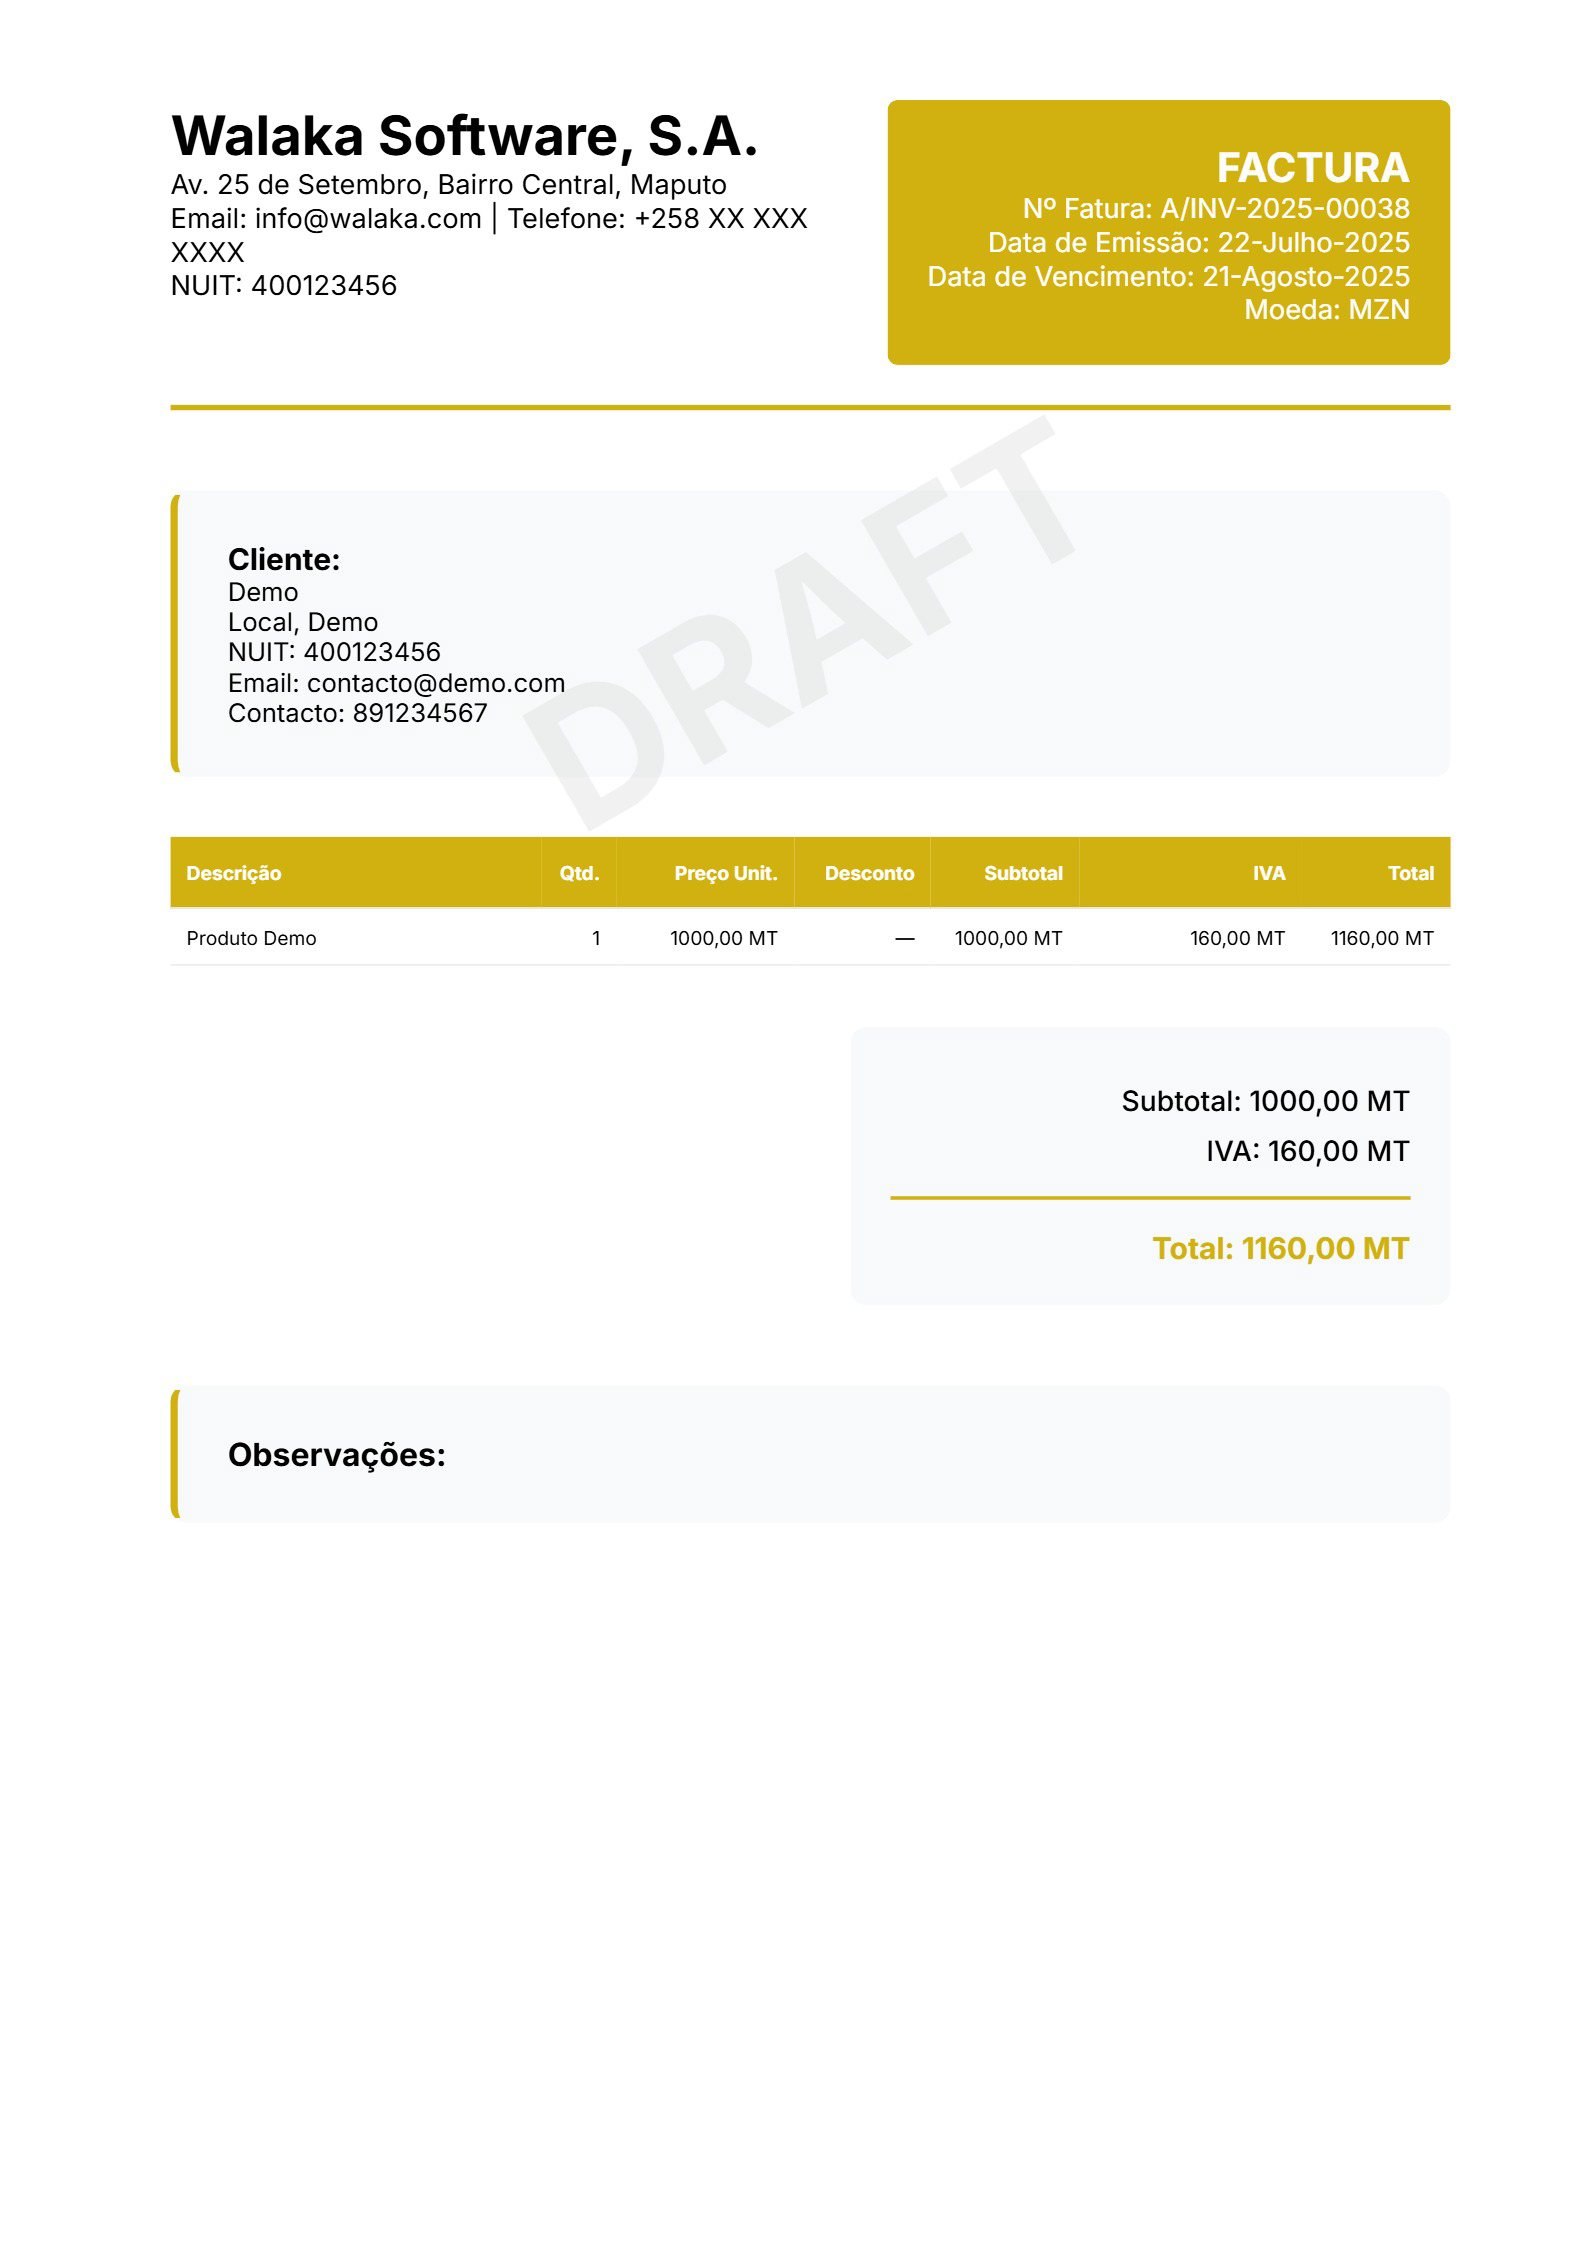 Walaka Software, S.A.
Av. 25 de Setembro, Bairro Central, Maputo
Email: info@walaka.com | Telefone: +258 XX XXX
XXXX
NUIT: 400123456
FACTURA
Nº Fatura: A/INV-2025-00038
Data de Emissão: 22-Julho-2025
Data de Vencimento: 21-Agosto-2025
Moeda: MZN
DRAFT
Cliente:
Demo
Local, Demo
NUIT: 400123456
Email: contacto@demo.com
Contacto: 891234567
Descrição Qtd. Preço Unit. Desconto Subtotal IVA Total
Produto Demo 1 1000,00 MT — 1000,00 MT 160,00 MT 1160,00 MT
Subtotal: 1000,00 MT
IVA: 160,00 MT
Total: 1160,00 MT
Observações: